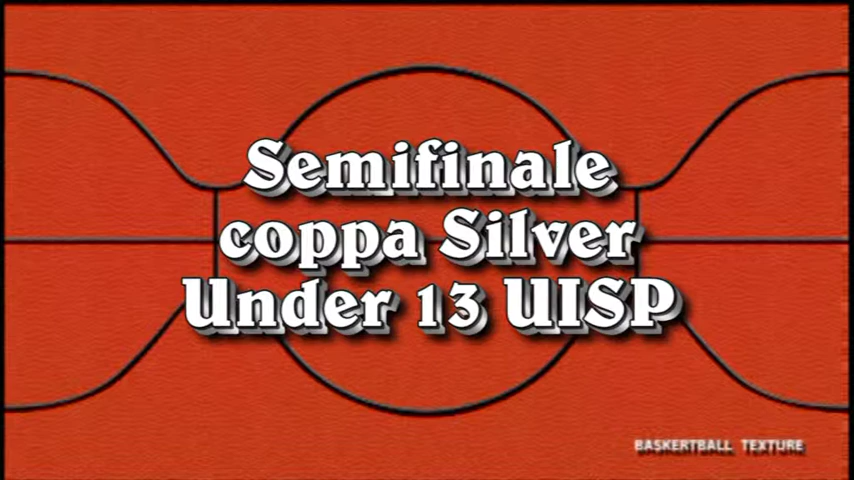 Semifinale
coppa Silver
Under 13 UISP
BASKERTBALL TEXTURE